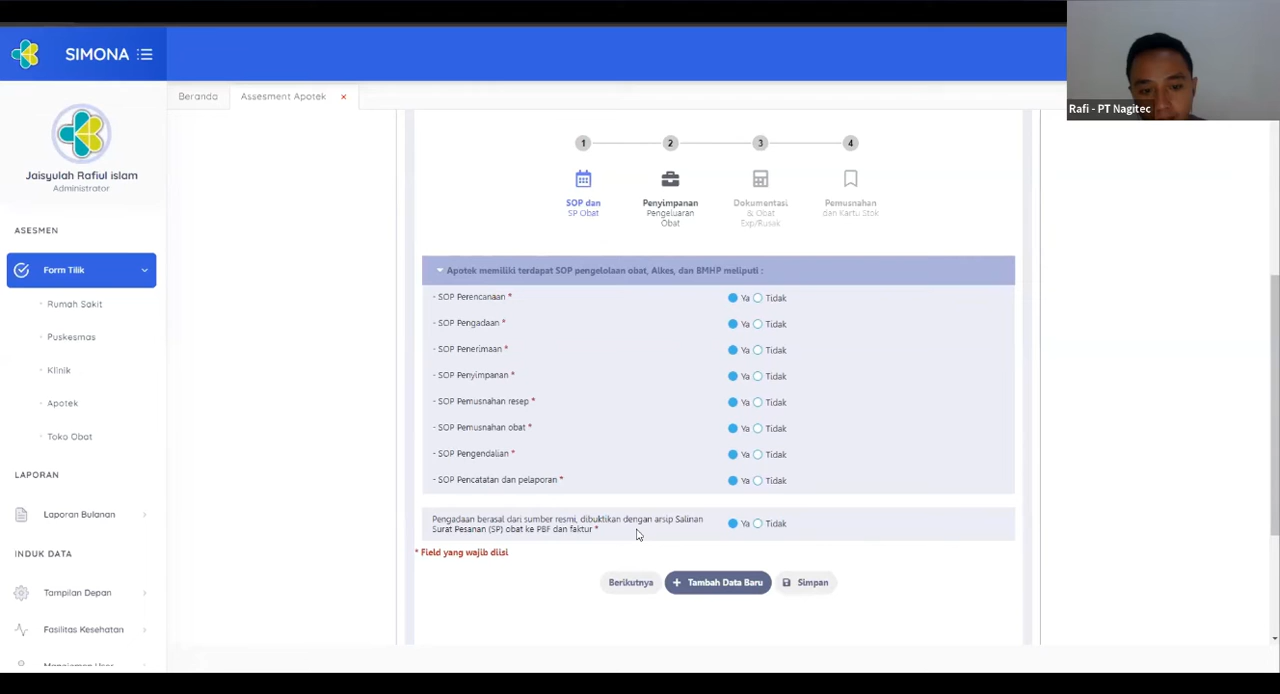 SIMONA
Rafi - PT Nagitec
Beranda
Assesment Apotek
Jaisyulah Rafiul islam
Administrator
ASESMEN
Form Tilik
Rumah Sakit
Puskesmas
Klinik
Apotek
Toko Obat
LAPORAN
Laporan Bulanan
INDUK DATA
Tampilan Depan
Fasilitas Kesehatan
Manajemen User
1
2
3
4
SOP dan
SP Obat
Penyimpanan
Pengeluaran
Obat
Dokumentasi
& Obat
Exp/Rusak
Pemusnahan
dan Kartu Stok
Apotek memiliki terdapat SOP pengelolaan obat, Alkes, dan BMHP meliputi :
- SOP Perencanaan * Ya Tidak
- SOP Pengadaan * Ya Tidak
- SOP Penerimaan * Ya Tidak
- SOP Penyimpanan * Ya Tidak
- SOP Pemusnahan resep * Ya Tidak
- SOP Pemusnahan obat * Ya Tidak
- SOP Pengendalian * Ya Tidak
- SOP Pencatatan dan pelaporan * Ya Tidak
Pengadaan berasal dari sumber resmi, dibuktikan dengan arsip Salinan
Surat Pesanan (SP) obat ke PBF dan faktur * Ya Tidak
* Field yang wajib diisi
Berikutnya + Tambah Data Baru Simpan